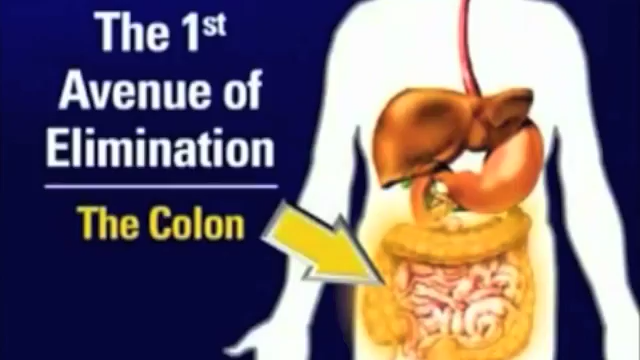 The 1st
Avenue of
Elimination
The Colon